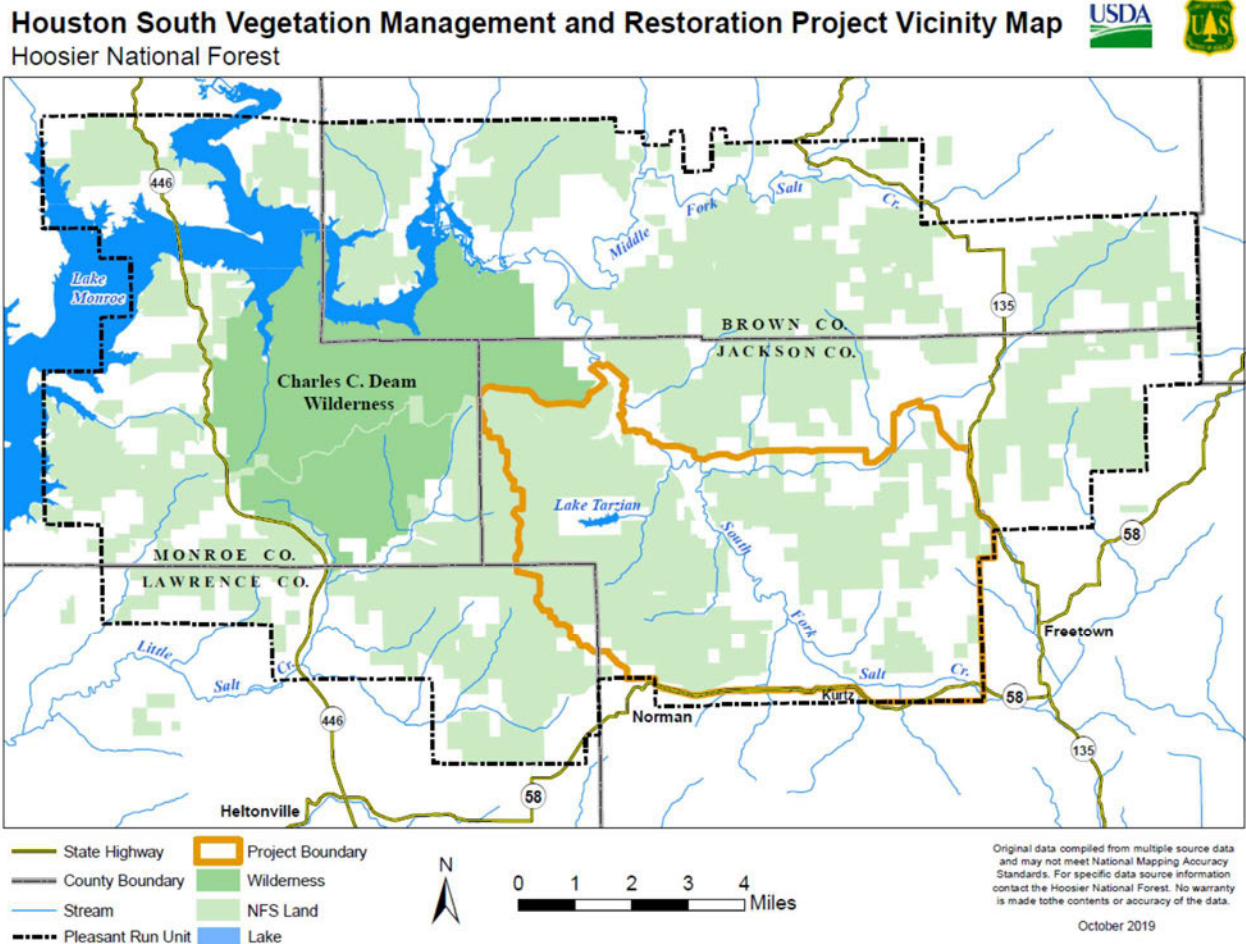 Houston South Vegetation Management and Restoration Project Vicinity Map
Hoosier National Forest
USDA
UAS
446
Salt
Fork
Cr.
Middle
Lake
Monroe
135
BROWN CO.
JACKSON CO.
Charles C. Deam
Wilderness
Lake Tarzian
South
58
MONROE CO.
LAWRENCE CO.
Fork
Freetown
Little
Cr.
Salt
Salt
Cr.
Kurtz
58
Norman
446
135
58
Heltonville
State Highway
County Boundary
Stream
Pleasant Run Unit
Project Boundary
Wilderness
NFS Land
Lake
N
0 1 2 3 4
Miles
Original data compiled from multiple source data
and may not meet National Mapping Accuracy
Standards. For specific data source information
contact the Hoosier National Forest. No warranty
is made tothe contents or accuracy of the data.
October 2019